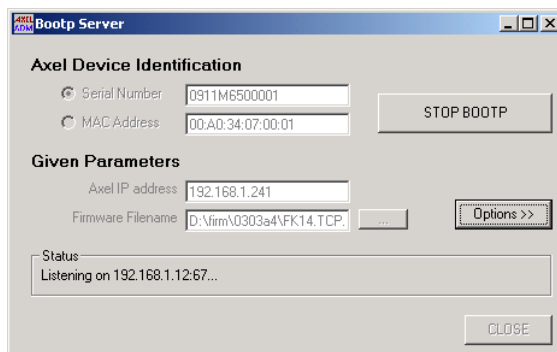 AXEL ADM Bootp Server
Axel Device Identification
Serial Number 0911M6500001
MAC Address 00:A0:34:07:00:01
STOP BOOTP
Given Parameters
Axel IP address 192.168.1.241
Firmware Filename D:\firm\0303a4\FK14.TCP. ...
Options >>
Status
Listening on 192.168.1.12:67...
CLOSE